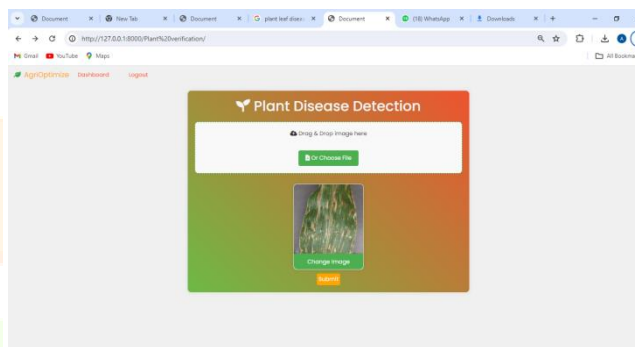 Document
New Tab
Document
plant leaf diseas
Document
(18) WhatsApp
Downloads
http://127.0.0.1:8000/Plant%20verification/
Gmail
YouTube
Maps
All Bookma
AgriOptimize
Dashboard
Logout
Plant Disease Detection
Drag & Drop Image here
Or Choose File
Change Image
Submit